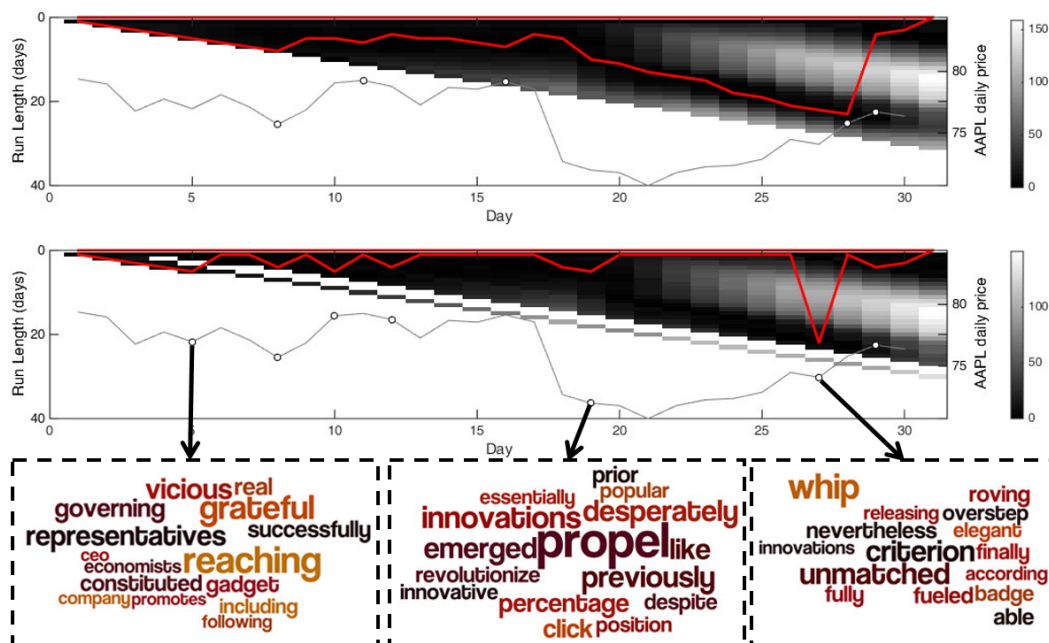 0
20
40
Run Length (days)
0 5 10 15 20 25 30
Day
80
75
AAPL daily price
150
100
50
0
0
20
40
Run Length (days)
0 5 10 15 20 25 30
Day
80
75
AAPL daily price
100
50
0
vicious real
governing grateful
representatives successfully
ceo reaching
economists
constituted gadget
company promotes including
following
prior
essentially popular
innovations desperately
emerged propel like
revolutionize previously
innovative
percentage despite
click position
whip roving
releasing overstep
nevertheless elegant
innovations criterion finally
unmatched according
fully fueled badge
able